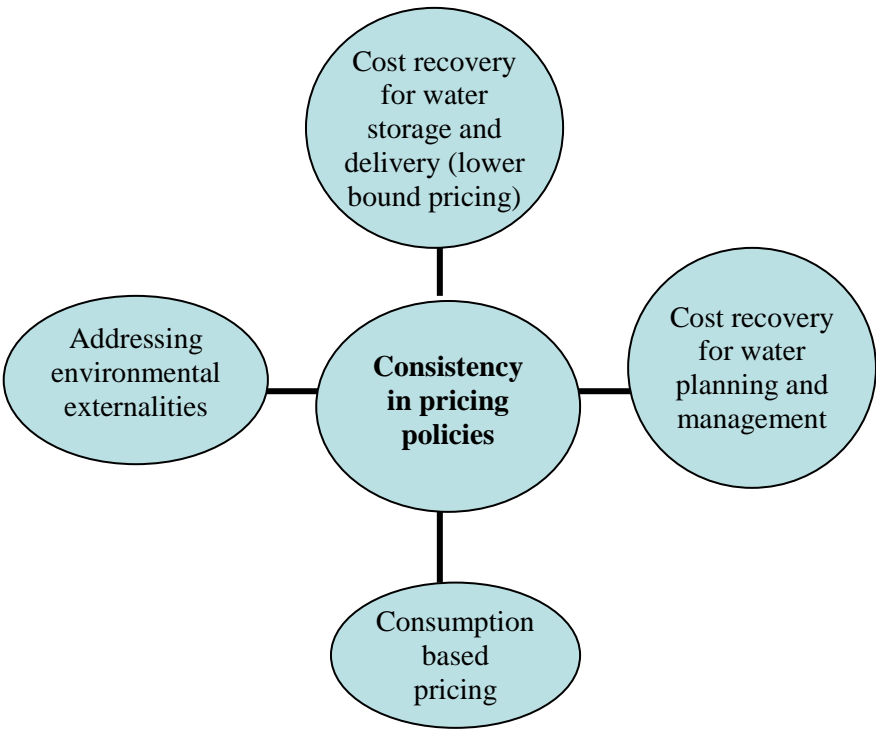 Cost recovery
for water
storage and
delivery (lower
bound pricing)
Addressing
environmental
externalities
Consistency
in pricing
policies
Cost recovery
for water
planning and
management
Consumption
based
pricing